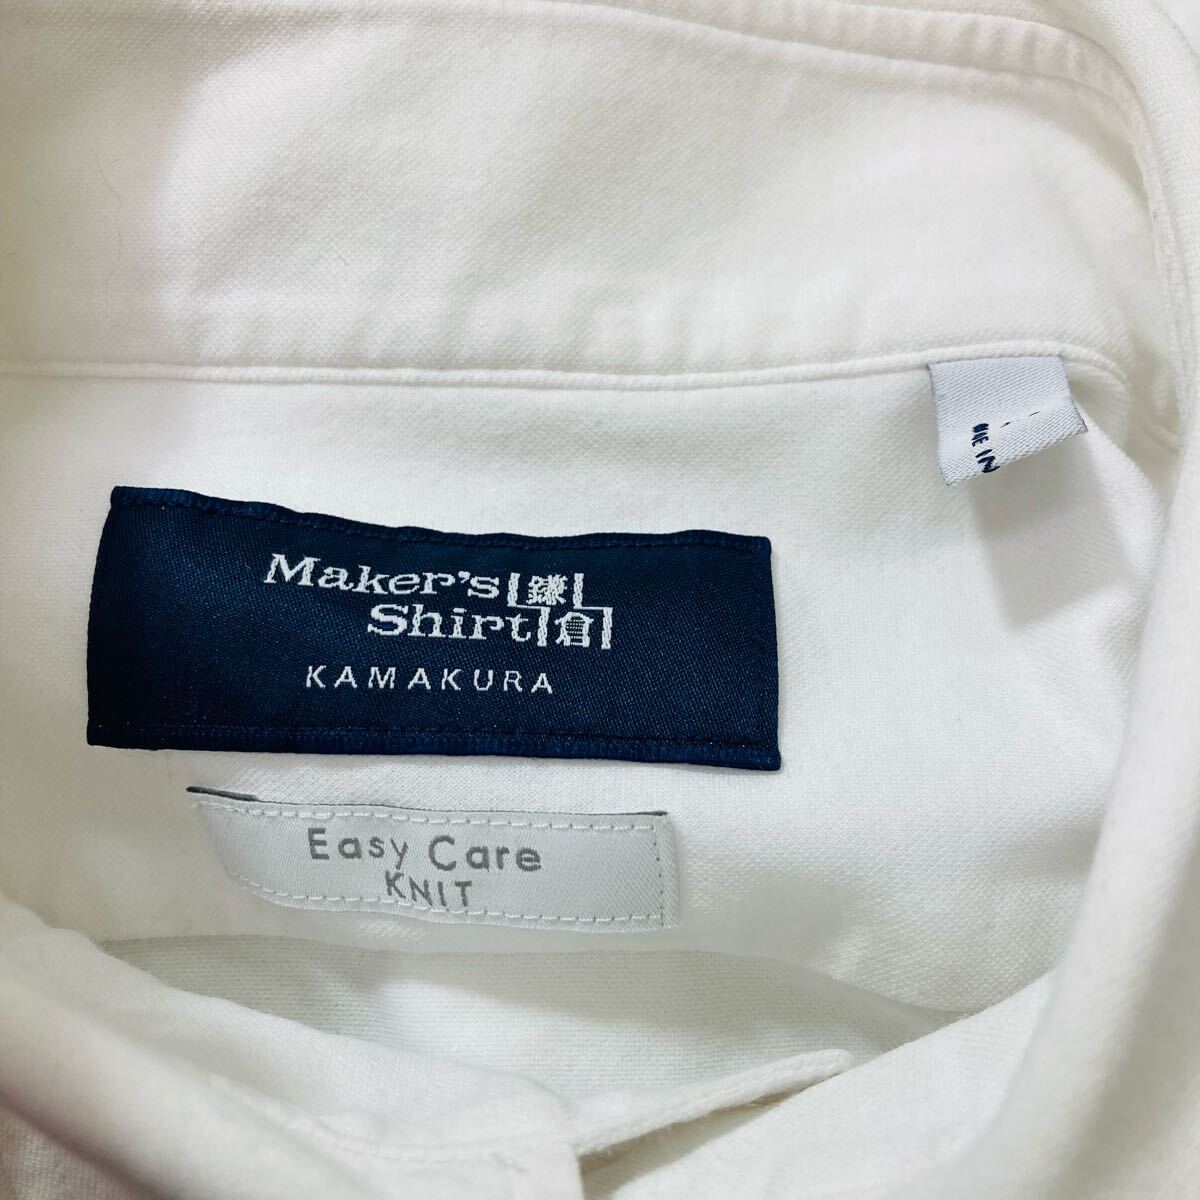 Maker's 鎌
Shirt 倉
KAMAKURA
Easy Care
KNIT